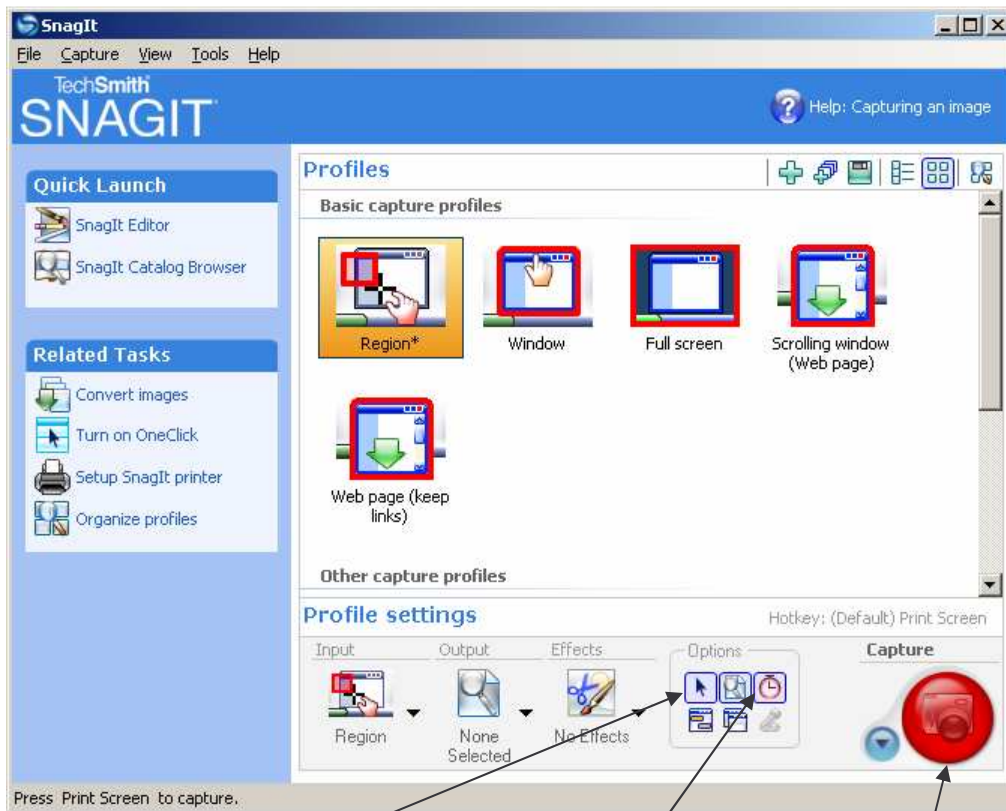 SnagIt
File Capture View Tools Help
TechSmith
SNAGIT
Help: Capturing an image
Quick Launch
SnagIt Editor
SnagIt Catalog Browser
Related Tasks
Convert images
Turn on OneClick
Setup SnagIt printer
Organize profiles
Profiles
Basic capture profiles
Region*
Window
Full screen
Scrolling window
(Web page)
Web page (keep
links)
Other capture profiles
Profile settings
Hotkey: (Default) Print Screen
Input
Output
Effects
Options
Capture
Region
None
Selected
No Effects
Press Print Screen to capture.